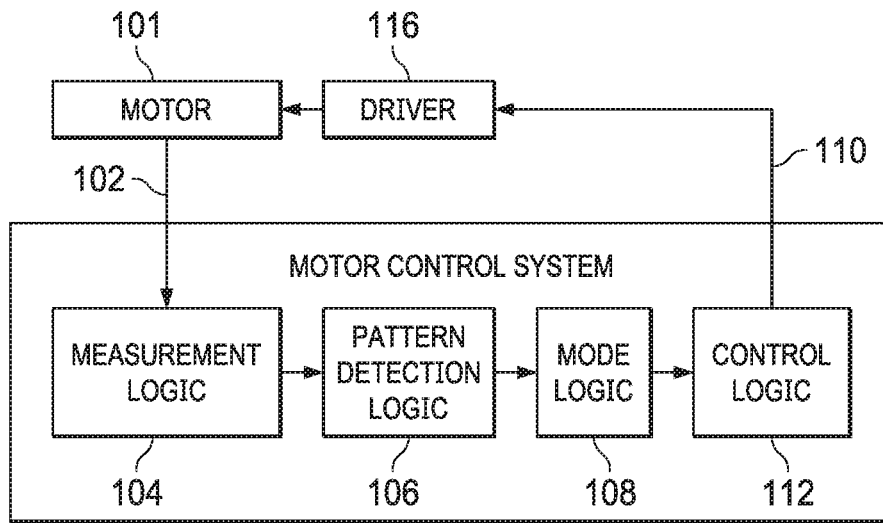 101
116
MOTOR
DRIVER
102
110
MOTOR CONTROL SYSTEM
MEASUREMENT
LOGIC
PATTERN
DETECTION
LOGIC
MODE
LOGIC
CONTROL
LOGIC
104
106
108
112